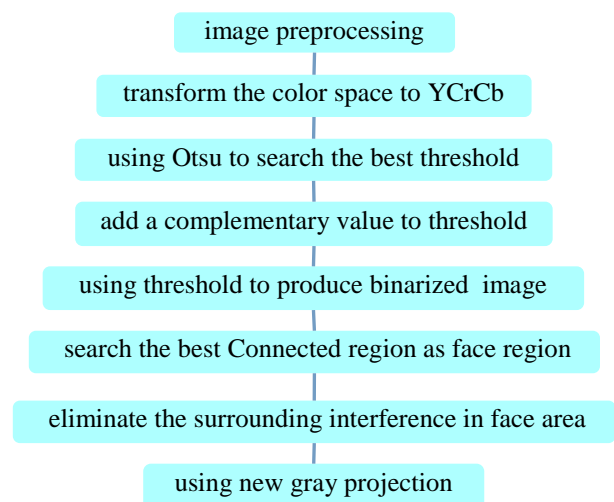 image preprocessing
transform the color space to YCrCb
using Otsu to search the best threshold
add a complementary value to threshold
using threshold to produce binarized image
search the best Connected region as face region
eliminate the surrounding interference in face area
using new gray projection